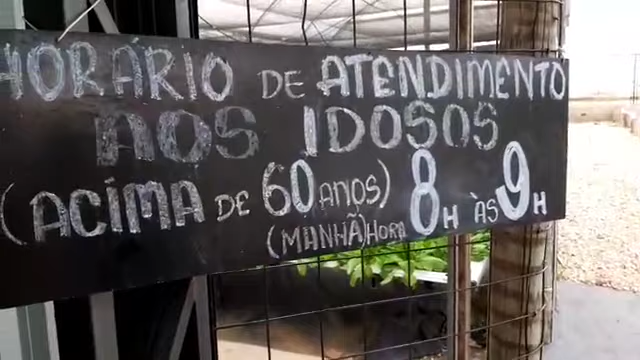 HORÁRIO DE ATENDIMENTO
AOS IDOSOS
(ACIMA DE 60 ANOS) 8H ÀS 9H
(MANHÃ) HORA